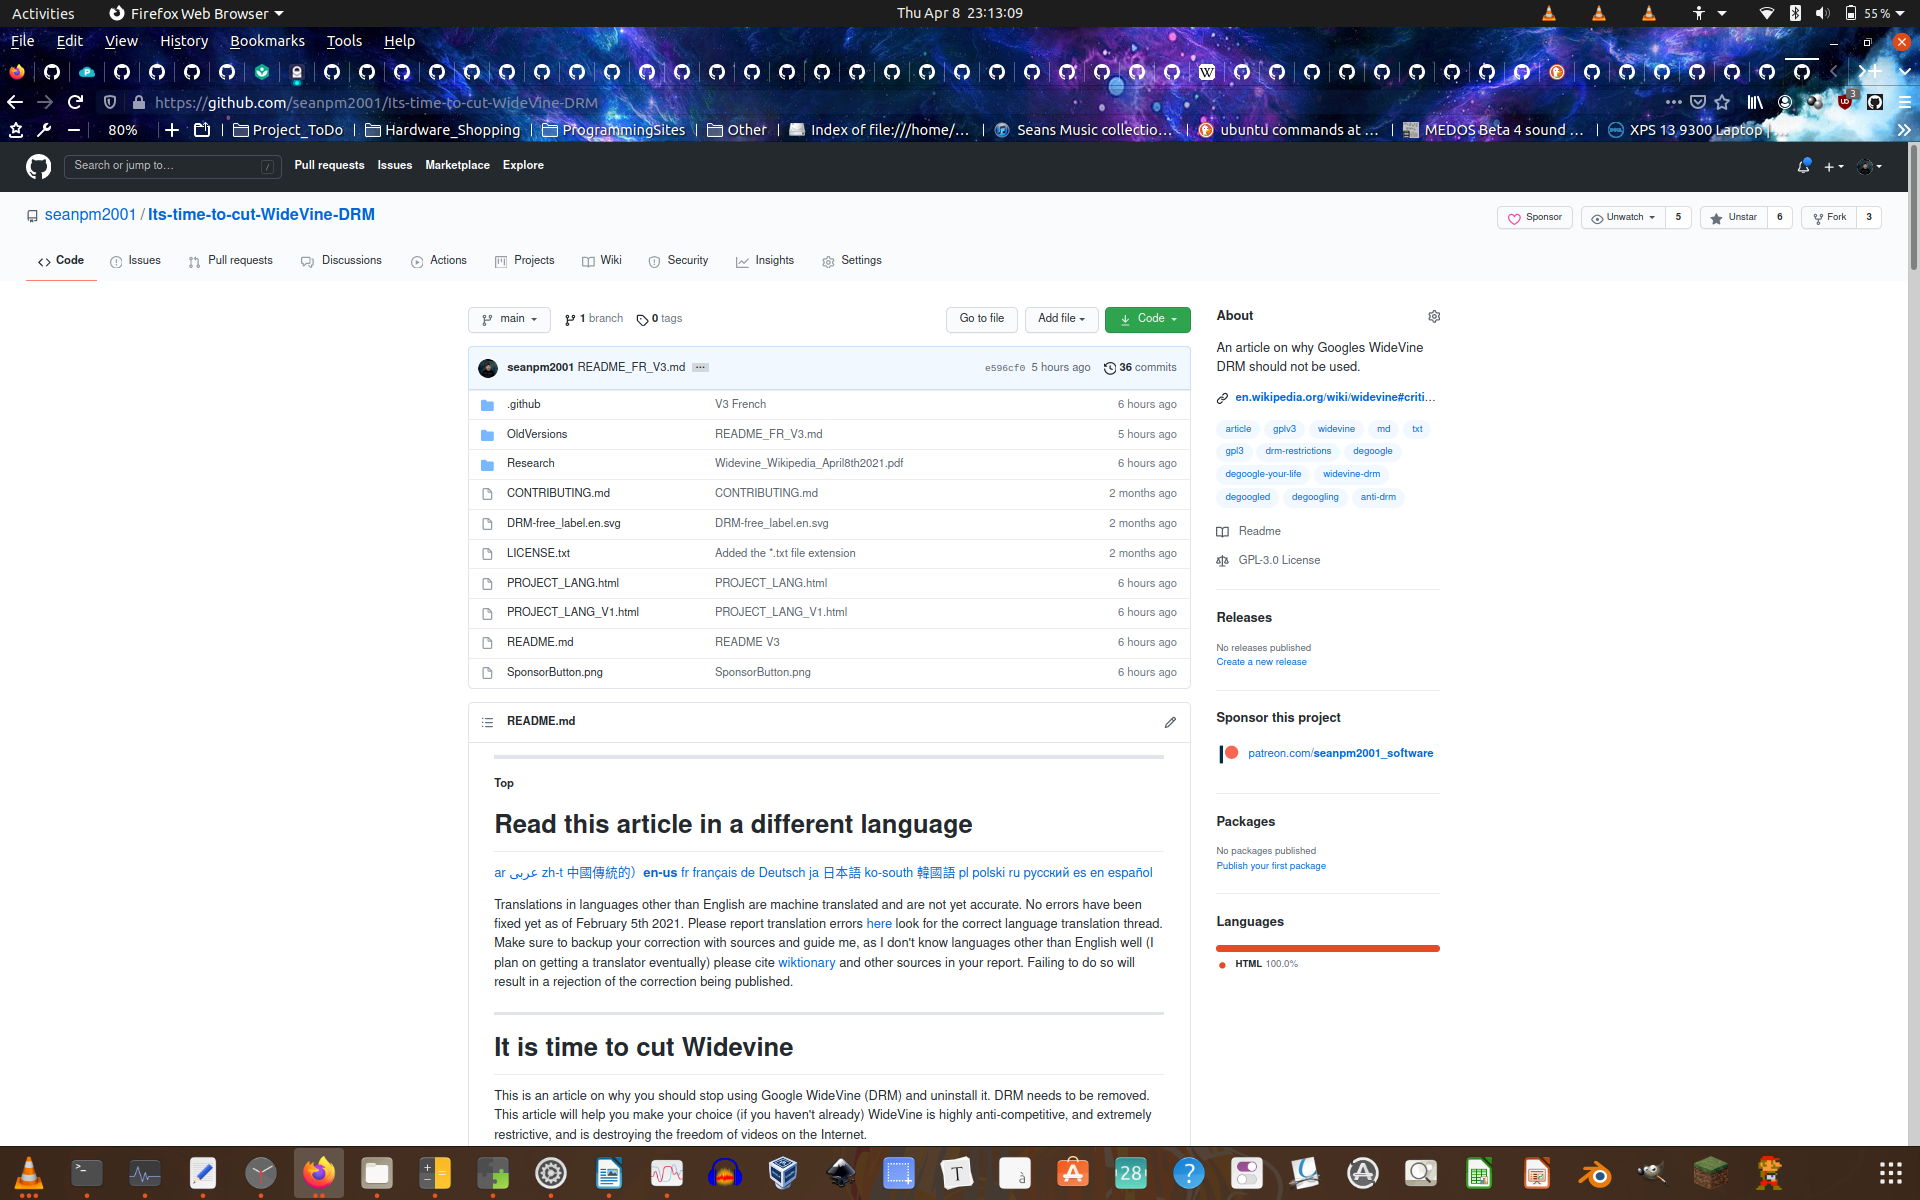 Activities Firefox Web Browser Thu Apr 8 23:13:09 55 %
File Edit View History Bookmarks Tools Help
https://github.com/seanpm2001/Its-time-to-cut-WideVine-DRM 3
80% Project_ToDo Hardware_Shopping ProgrammingSites Other Index of file:///home/… Seans Music collectio… ubuntu commands at … MEDOS Beta 4 sound … XPS 13 9300 Laptop |…
Search or jump to… / Pull requests Issues Marketplace Explore
seanpm2001 / Its-time-to-cut-WideVine-DRM Sponsor Unwatch 5 Unstar 6 Fork 3
Code Issues Pull requests Discussions Actions Projects Wiki Security Insights Settings
main 1 branch 0 tags Go to file Add file Code
seanpm2001 README_FR_V3.md ... e596cf0 5 hours ago 36 commits
.github V3 French 6 hours ago
OldVersions README_FR_V3.md 5 hours ago
Research Widevine_Wikipedia_April8th2021.pdf 6 hours ago
CONTRIBUTING.md CONTRIBUTING.md 2 months ago
DRM-free_label.en.svg DRM-free_label.en.svg 2 months ago
LICENSE.txt Added the *.txt file extension 2 months ago
PROJECT_LANG.html PROJECT_LANG.html 6 hours ago
PROJECT_LANG_V1.html PROJECT_LANG_V1.html 6 hours ago
README.md README V3 6 hours ago
SponsorButton.png SponsorButton.png 6 hours ago
README.md
Top
Read this article in a different language
ar عربى zh-t 中國傳統的）en-us fr français de Deutsch ja 日本語 ko-south 韓國語 pl polski ru русский es en español
Translations in languages other than English are machine translated and are not yet accurate. No errors have been
fixed yet as of February 5th 2021. Please report translation errors here look for the correct language translation thread.
Make sure to backup your correction with sources and guide me, as I don't know languages other than English well (I
plan on getting a translator eventually) please cite wiktionary and other sources in your report. Failing to do so will
result in a rejection of the correction being published.
It is time to cut Widevine
This is an article on why you should stop using Google WideVine (DRM) and uninstall it. DRM needs to be removed.
This article will help you make your choice (if you haven't already) WideVine is highly anti-competitive, and extremely
restrictive, and is destroying the freedom of videos on the Internet.
About
An article on why Googles WideVine
DRM should not be used.
en.wikipedia.org/wiki/widevine#criti…
article gplv3 widevine md txt
gpl3 drm-restrictions degoogle
degoogle-your-life widevine-drm
degoogled degoogling anti-drm
Readme
GPL-3.0 License
Releases
No releases published
Create a new release
Sponsor this project
patreon.com/seanpm2001_software
Packages
No packages published
Publish your first package
Languages
HTML 100.0%